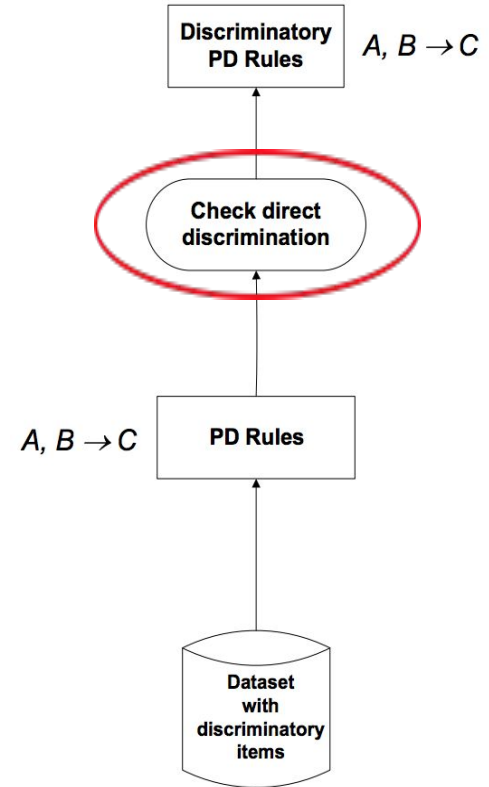 Discriminatory
PD Rules
A, B → C
Check direct
discrimination
A, B → C
PD Rules
Dataset
with
discriminatory
items